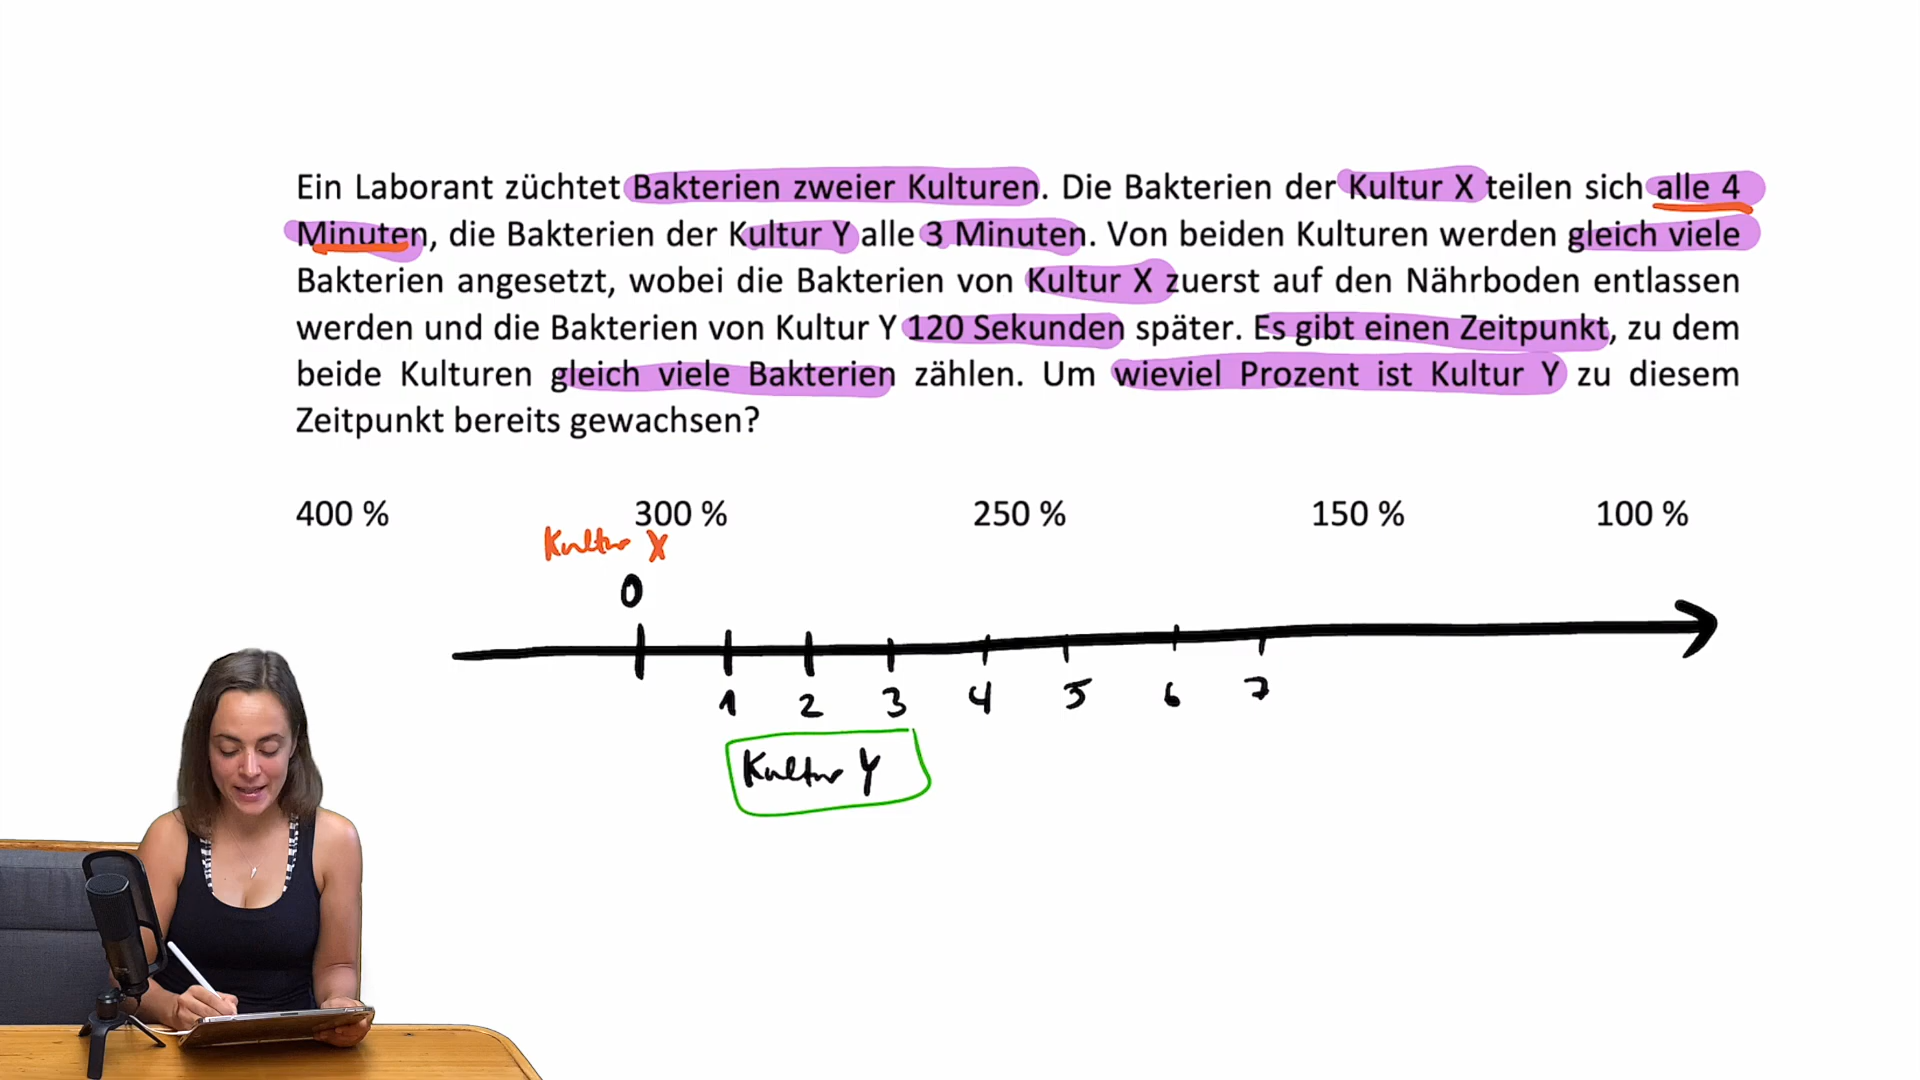 Ein Laborant züchtet Bakterien zweier Kulturen. Die Bakterien der Kultur X teilen sich alle 4
Minuten, die Bakterien der Kultur Y alle 3 Minuten. Von beiden Kulturen werden gleich viele
Bakterien angesetzt, wobei die Bakterien von Kultur X zuerst auf den Nährboden entlassen
werden und die Bakterien von Kultur Y 120 Sekunden später. Es gibt einen Zeitpunkt, zu dem
beide Kulturen gleich viele Bakterien zählen. Um wieviel Prozent ist Kultur Y zu diesem
Zeitpunkt bereits gewachsen?
400 % 300 % 250 % 150 % 100 %
Kultur X
0
1 2 3 4 5 6 7
Kultur Y